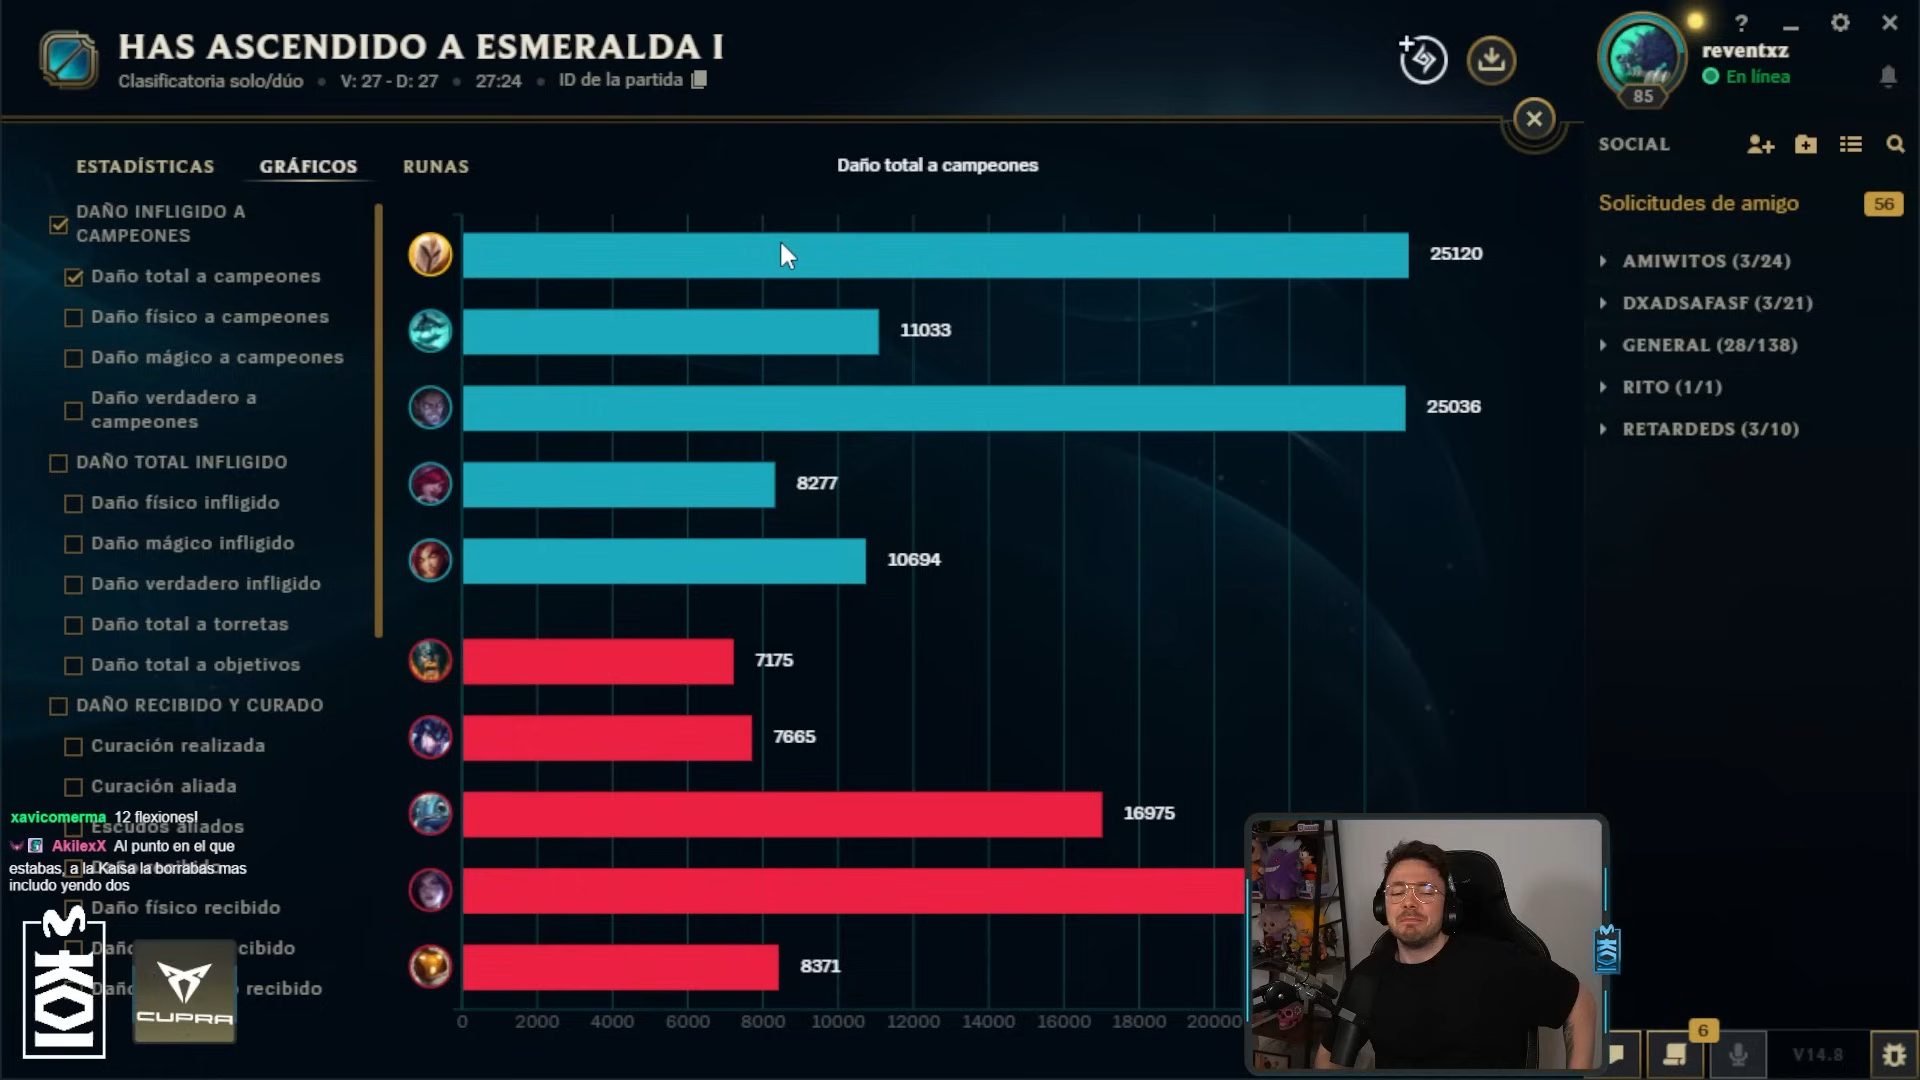 HAS ASCENDIDO A ESMERALDA I
Clasificatoria solo/dúo • V: 27 - D: 27 • 27:24 • ID de la partida
?
reventxz
En línea
85
ESTADÍSTICAS
GRÁFICOS
RUNAS
Daño total a campeones
SOCIAL
Solicitudes de amigo
56
AMIWITOS (3/24)
DXADSAFASF (3/21)
GENERAL (28/138)
RITO (1/1)
RETARDEDS (3/10)
DAÑO INFLIGIDO A
CAMPEONES
Daño total a campeones
Daño físico a campeones
Daño mágico a campeones
Daño verdadero a
campeones
DAÑO TOTAL INFLIGIDO
Daño físico infligido
Daño mágico infligido
Daño verdadero infligido
Daño total a torretas
Daño total a objetivos
DAÑO RECIBIDO Y CURADO
Curación realizada
Curación aliada
Escudos aliados
Daño físico recibido
cibido
recibido
25120
11033
25036
8277
10694
7175
7665
16975
8371
0 2000 4000 6000 8000 10000 12000 14000 16000 18000 20000
xavicomerma 12 flexiones!
AkilexX Al punto en el que
estabas, a la Kaisa la borrabas mas
includo yendo dos
CUPRA
6
V14.8